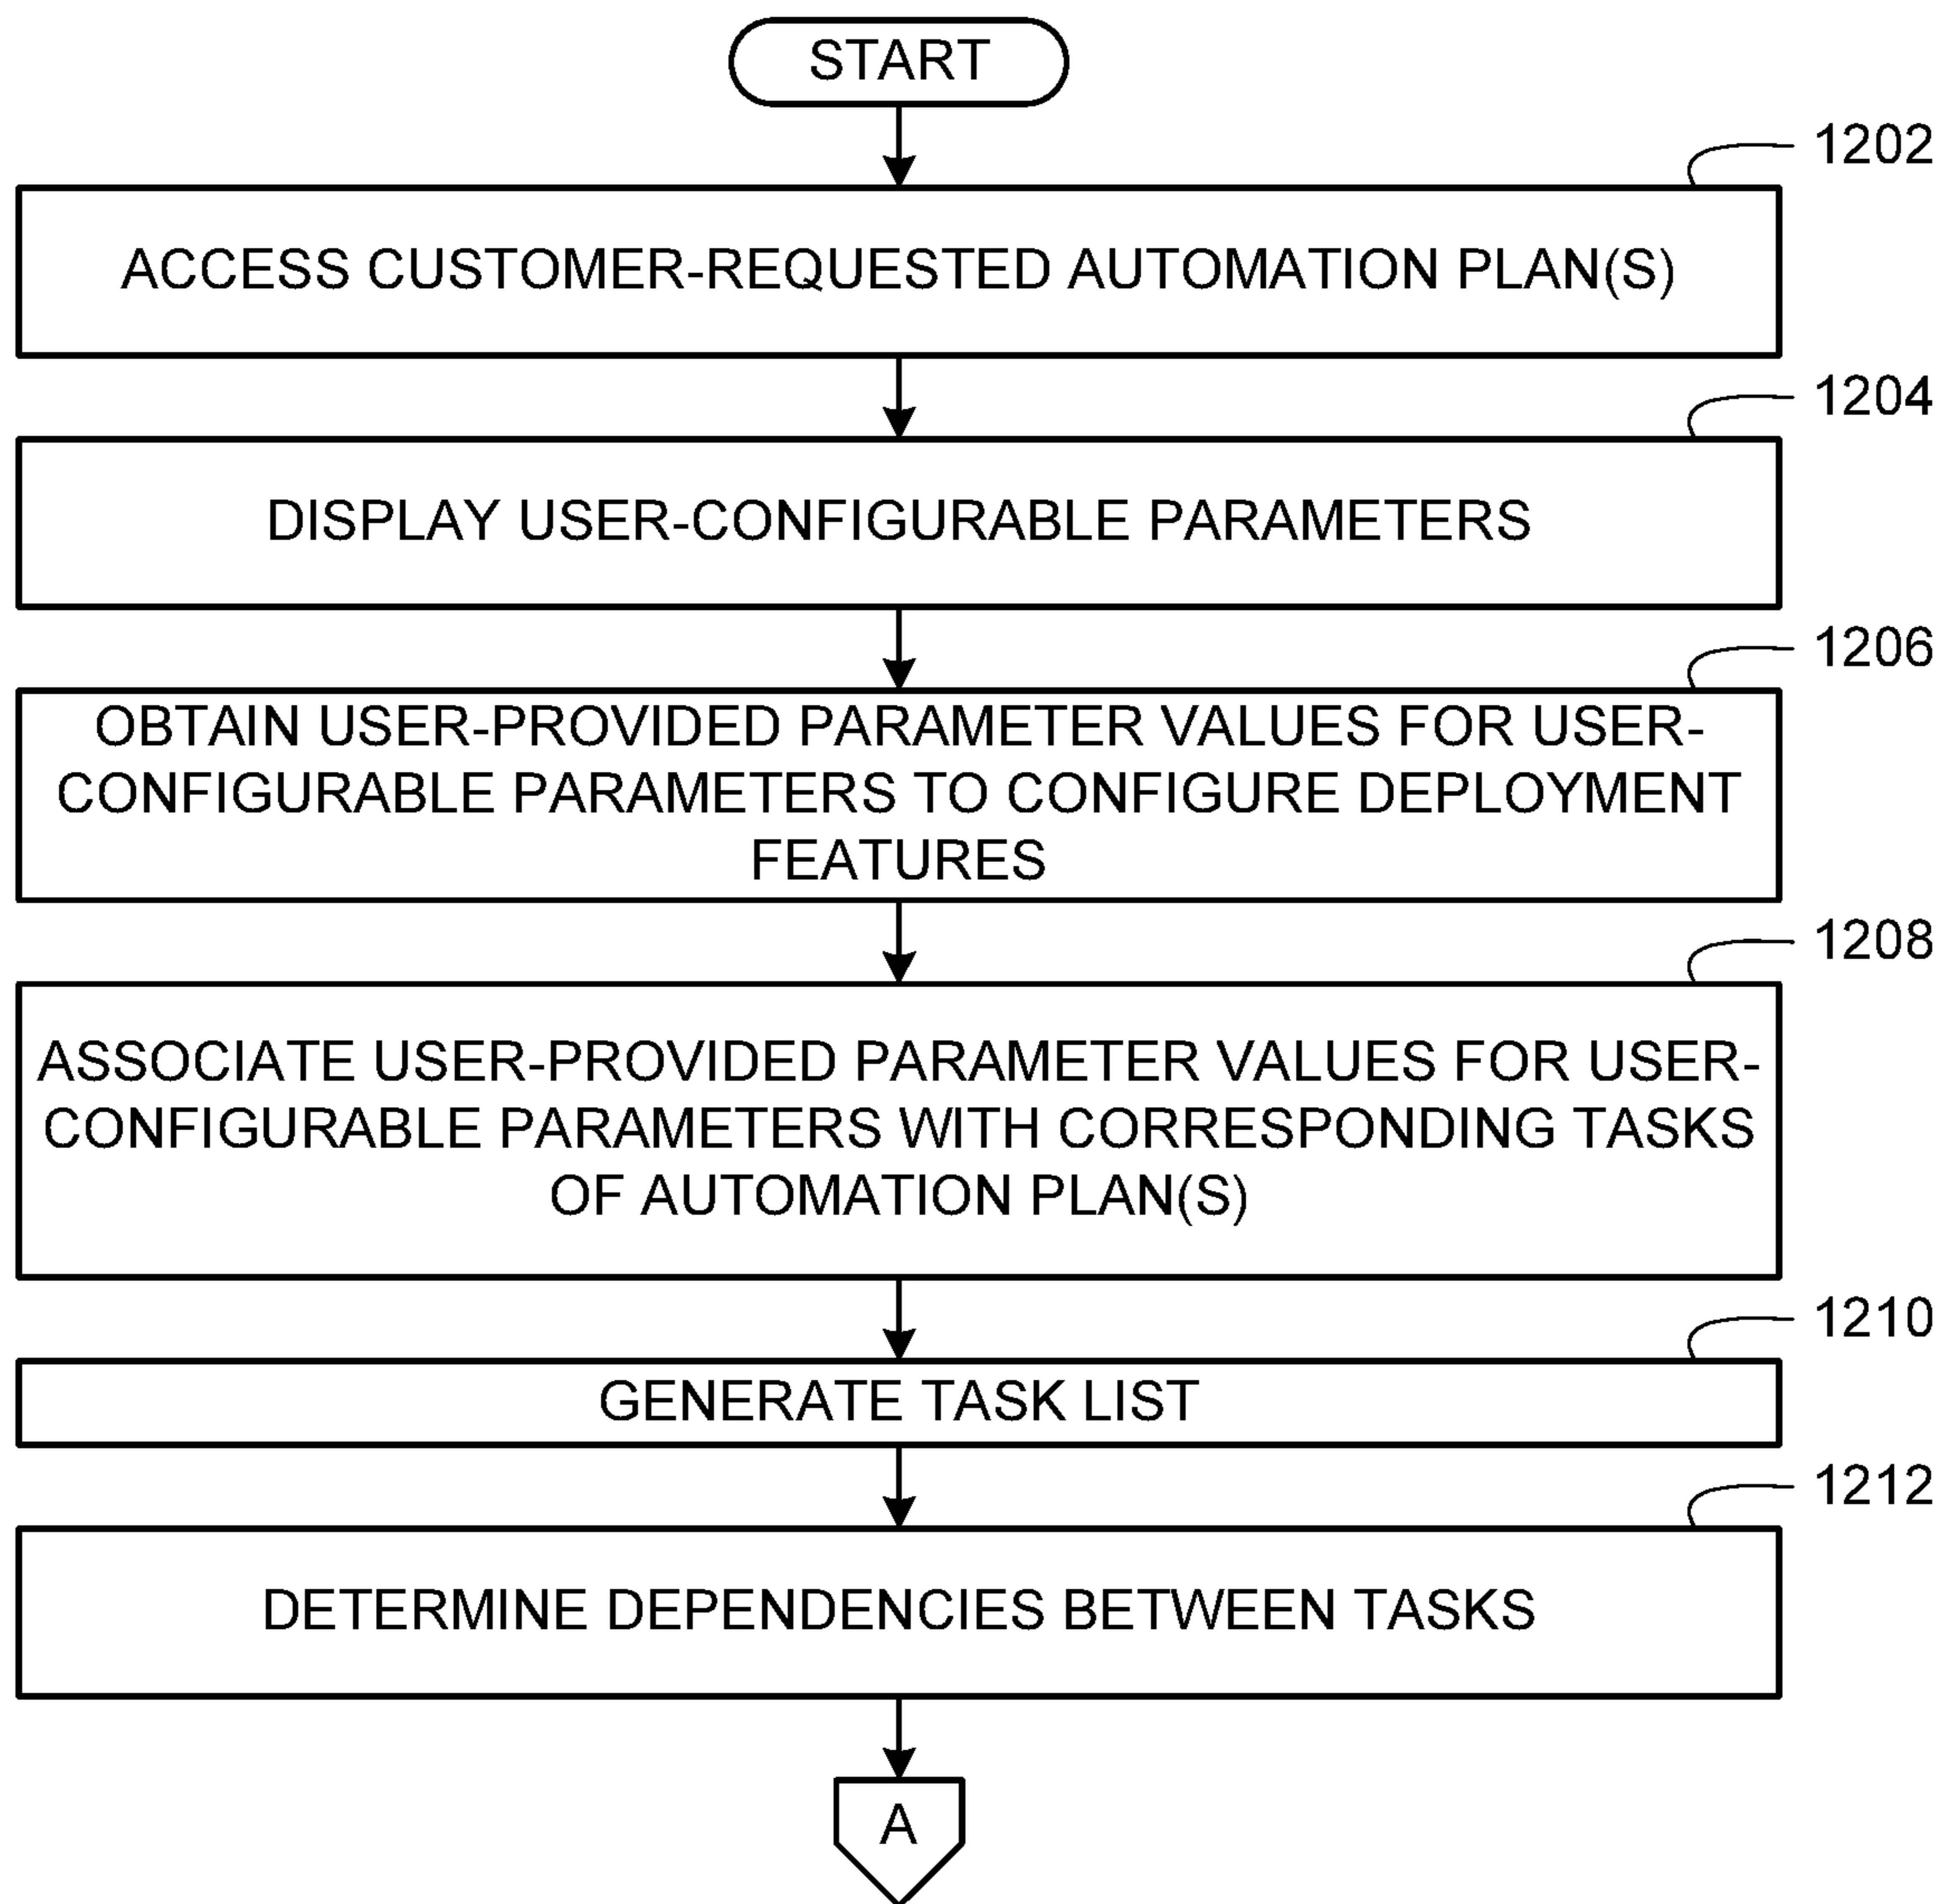 START
1202
ACCESS CUSTOMER-REQUESTED AUTOMATION PLAN(S)
1204
DISPLAY USER-CONFIGURABLE PARAMETERS
1206
OBTAIN USER-PROVIDED PARAMETER VALUES FOR USER-
CONFIGURABLE PARAMETERS TO CONFIGURE DEPLOYMENT
FEATURES
1208
ASSOCIATE USER-PROVIDED PARAMETER VALUES FOR USER-
CONFIGURABLE PARAMETERS WITH CORRESPONDING TASKS
OF AUTOMATION PLAN(S)
1210
GENERATE TASK LIST
1212
DETERMINE DEPENDENCIES BETWEEN TASKS
A